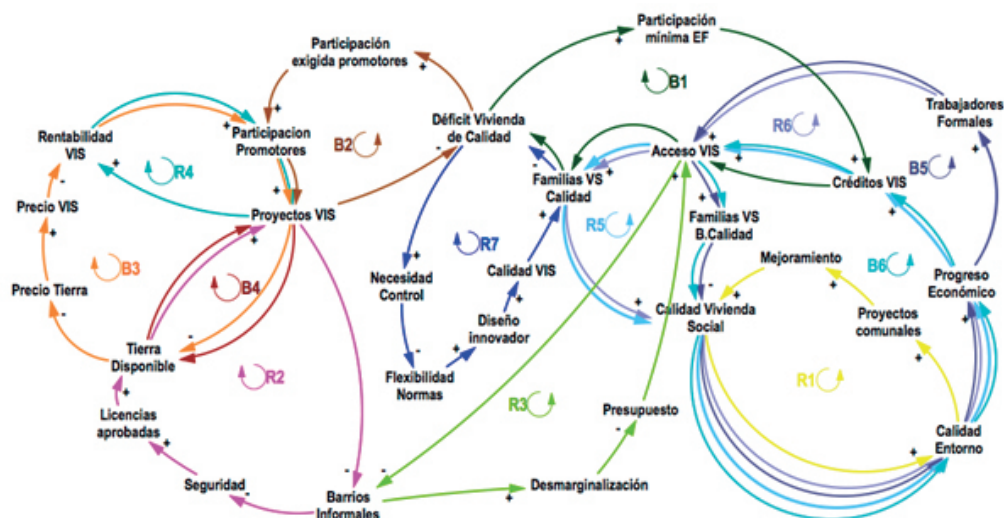 Participación
mínima EF
Participación
exigida promotores
B1
Trabajadores
Formales
Rentabilidad
VIS
Participacion
Promotores
B2
Déficit Vivienda
de Calidad
R6
Acceso VIS
B5
R4
Familias VS
Calidad
Créditos VIS
Precio VIS
Proyectos VIS
Familias VS
B.Calidad
R5
R7
Mejoramiento
B6
B3
B4
Necesidad
Control
Calidad VIS
Progreso
Económico
Precio Tierra
Calidad Vivienda
Social
Proyectos
comunales
Diseño
innovador
Tierra
Disponible
R2
Flexibilidad
Normas
R1
R3
Presupuesto
Licencias
aprobadas
Calidad
Entorno
Seguridad
Desmarginalización
Barrios
Informales